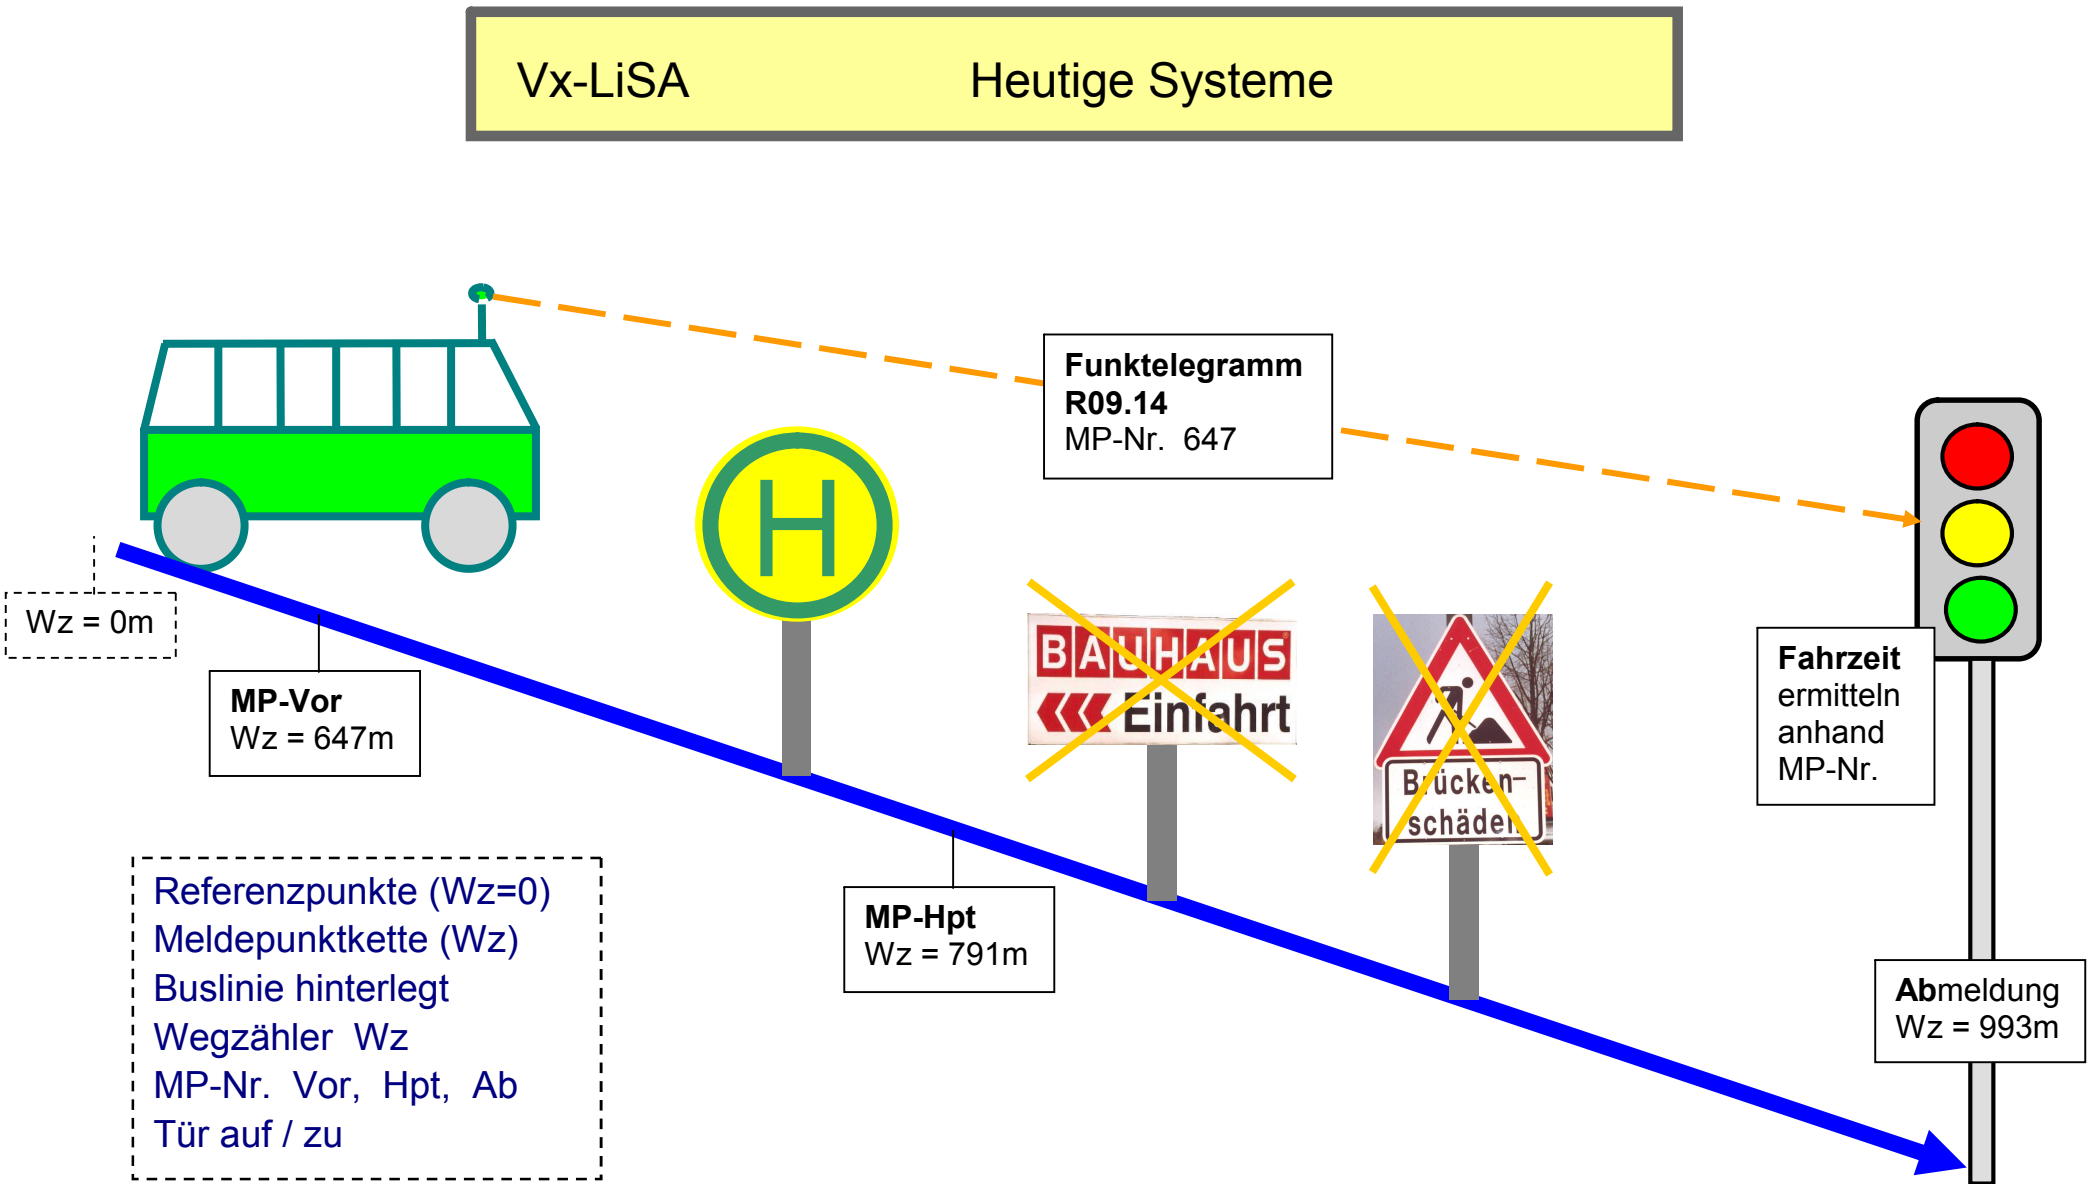 Vx-LiSA Heutige Systeme
Funktelegramm
R09.14
MP-Nr. 647
H
Wz = 0m
MP-Vor
Wz = 647m
BAUHAUS
Einfahrt
Brücken-
schäden
Fahrzeit
ermitteln
anhand
MP-Nr.
MP-Hpt
Wz = 791m
Abmeldung
Wz = 993m
Referenzpunkte (Wz=0)
Meldepunktkette (Wz)
Buslinie hinterlegt
Wegzähler Wz
MP-Nr. Vor, Hpt, Ab
Tür auf / zu